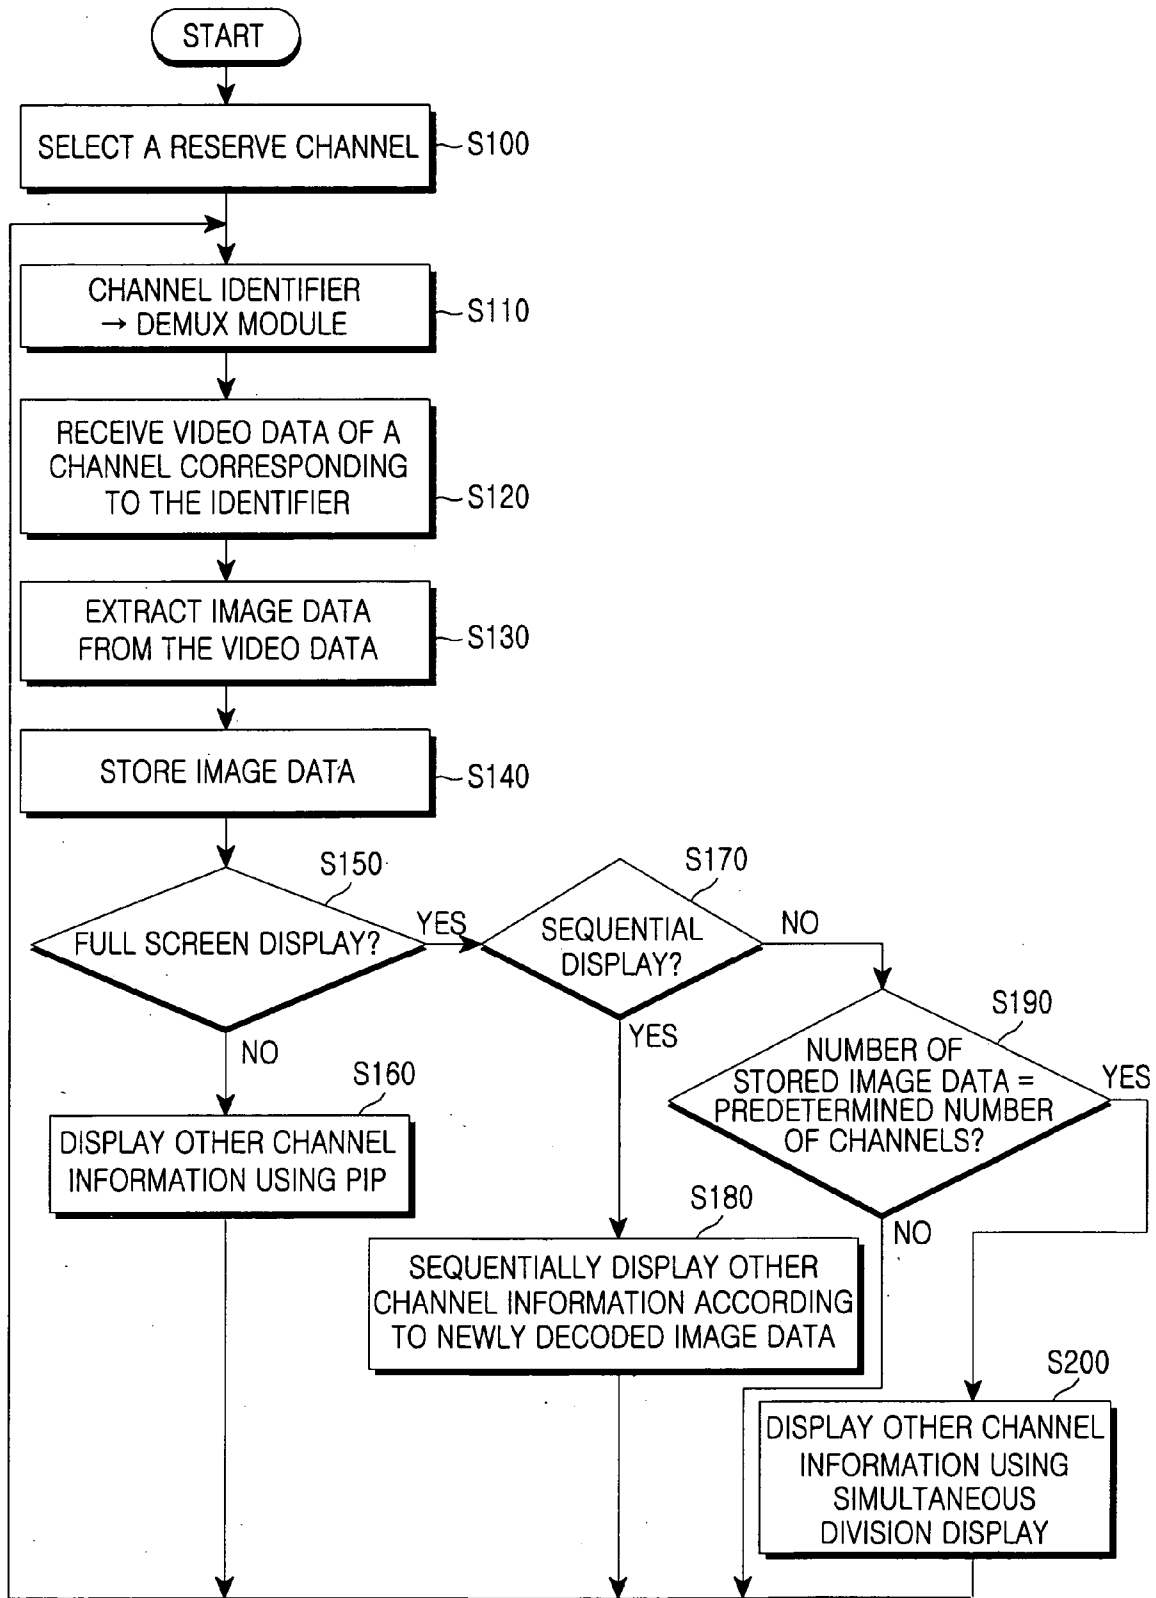 START
SELECT A RESERVE CHANNEL
S100
CHANNEL IDENTIFIER
→ DEMUX MODULE
S110
RECEIVE VIDEO DATA OF A
CHANNEL CORRESPONDING
TO THE IDENTIFIER
S120
EXTRACT IMAGE DATA
FROM THE VIDEO DATA
S130
STORE IMAGE DATA
S140
S150
FULL SCREEN DISPLAY?
YES
NO
S160
DISPLAY OTHER CHANNEL
INFORMATION USING PIP
S170
SEQUENTIAL
DISPLAY?
NO
YES
S180
SEQUENTIALLY DISPLAY OTHER
CHANNEL INFORMATION ACCORDING
TO NEWLY DECODED IMAGE DATA
S190
NUMBER OF
STORED IMAGE DATA =
PREDETERMINED NUMBER
OF CHANNELS?
YES
NO
S200
DISPLAY OTHER CHANNEL
INFORMATION USING
SIMULTANEOUS
DIVISION DISPLAY